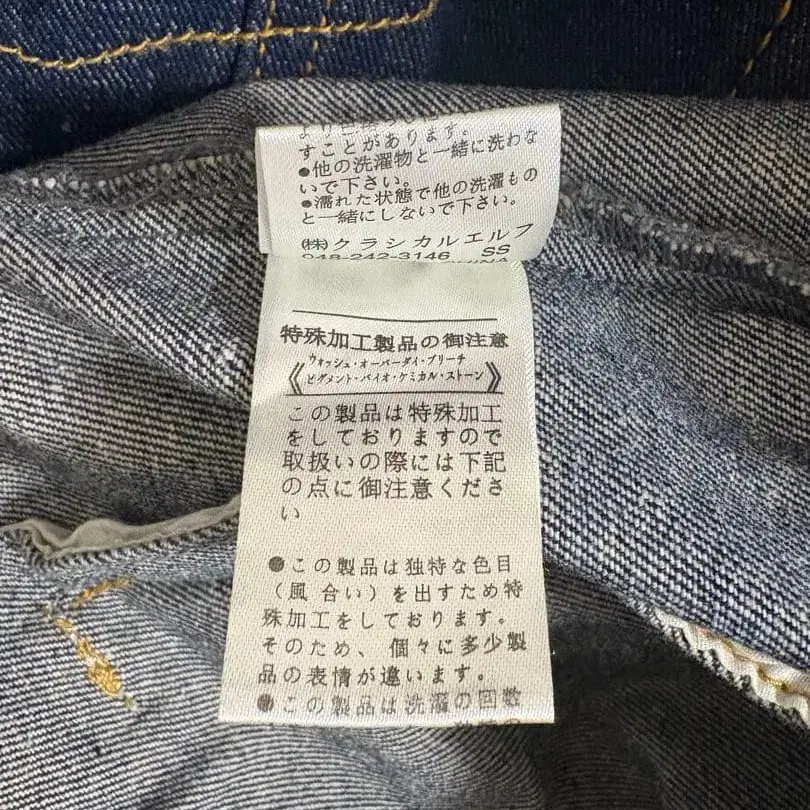 すことがあります。
●他の洗濯物と一緒に洗わな
いで下さい。
●濡れた状態で他の洗濯もの
と一緒にしないで下さい。
㈱クラシカルエルフ
048-242-3146 SS
特殊加工製品の御注意
《ウォッシュ・オーバーダイ・ブリーチ
ピグメント・バイオ・ケミカル・ストーン》
この製品は特殊加工
をしておりますので
取扱いの際には下記
の点に御注意くださ
い
●この製品は独特な色目
(風 合い)を出すため特
殊加工をしております。
そのため、個々に多少製
品の表情が違います。
●この製品は洗濯の回数